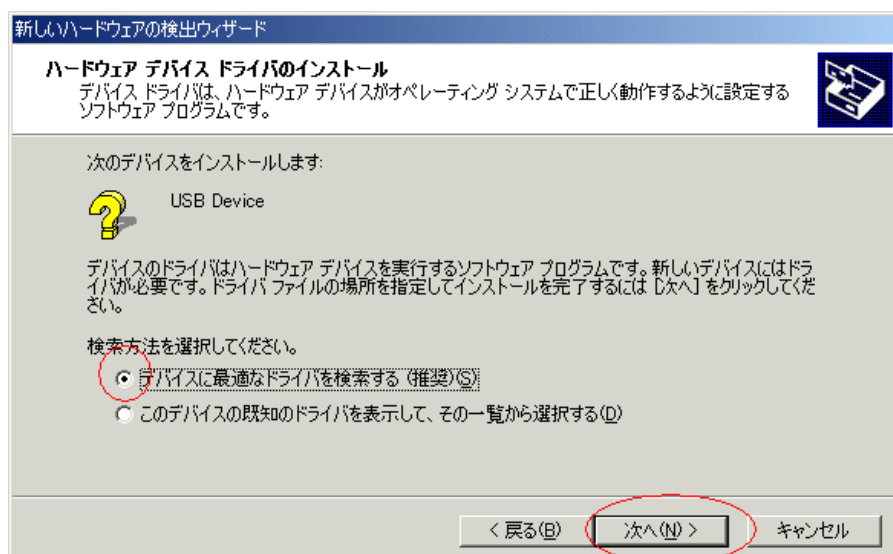 新しいハードウェアの検出ウィザード
ハードウェア デバイス ドライバのインストール
デバイス ドライバは、ハードウェア デバイスがオペレーティング システムで正しく動作するように設定する
ソフトウェア プログラムです。
次のデバイスをインストールします:
USB Device
デバイスのドライバはハードウェア デバイスを実行するソフトウェア プログラムです。新しいデバイスにはドラ
イバが必要です。ドライバ ファイルの場所を指定してインストールを完了するには [次へ] をクリックしてくだ
さい。
検索方法を選択してください。
デバイスに最適なドライバを検索する (推奨)(S)
このデバイスの既知のドライバを表示して、その一覧から選択する(D)
< 戻る(B) 次へ(N) > キャンセル